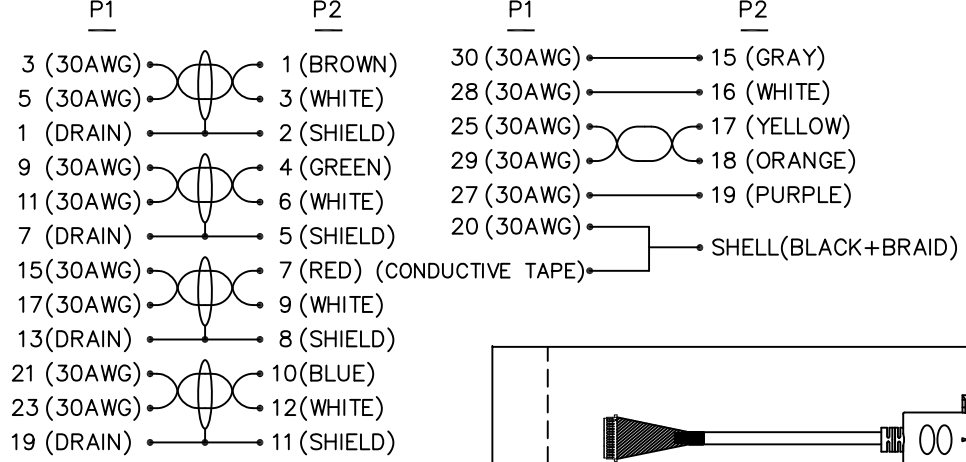 P1 P2
3 (30AWG) 1 (BROWN)
5 (30AWG) 3 (WHITE)
1 (DRAIN) 2 (SHIELD)
9 (30AWG) 4 (GREEN)
11 (30AWG) 6 (WHITE)
7 (DRAIN) 5 (SHIELD)
15(30AWG) 7 (RED)
17(30AWG) 9 (WHITE)
13(DRAIN) 8 (SHIELD)
21 (30AWG) 10(BLUE)
23 (30AWG) 12(WHITE)
19 (DRAIN) 11 (SHIELD)
P1 P2
30 (30AWG) 15 (GRAY)
28 (30AWG) 16 (WHITE)
25 (30AWG) 17 (YELLOW)
29 (30AWG) 18 (ORANGE)
27 (30AWG) 19 (PURPLE)
20 (30AWG)
SHELL(BLACK+BRAID)
(CONDUCTIVE TAPE)